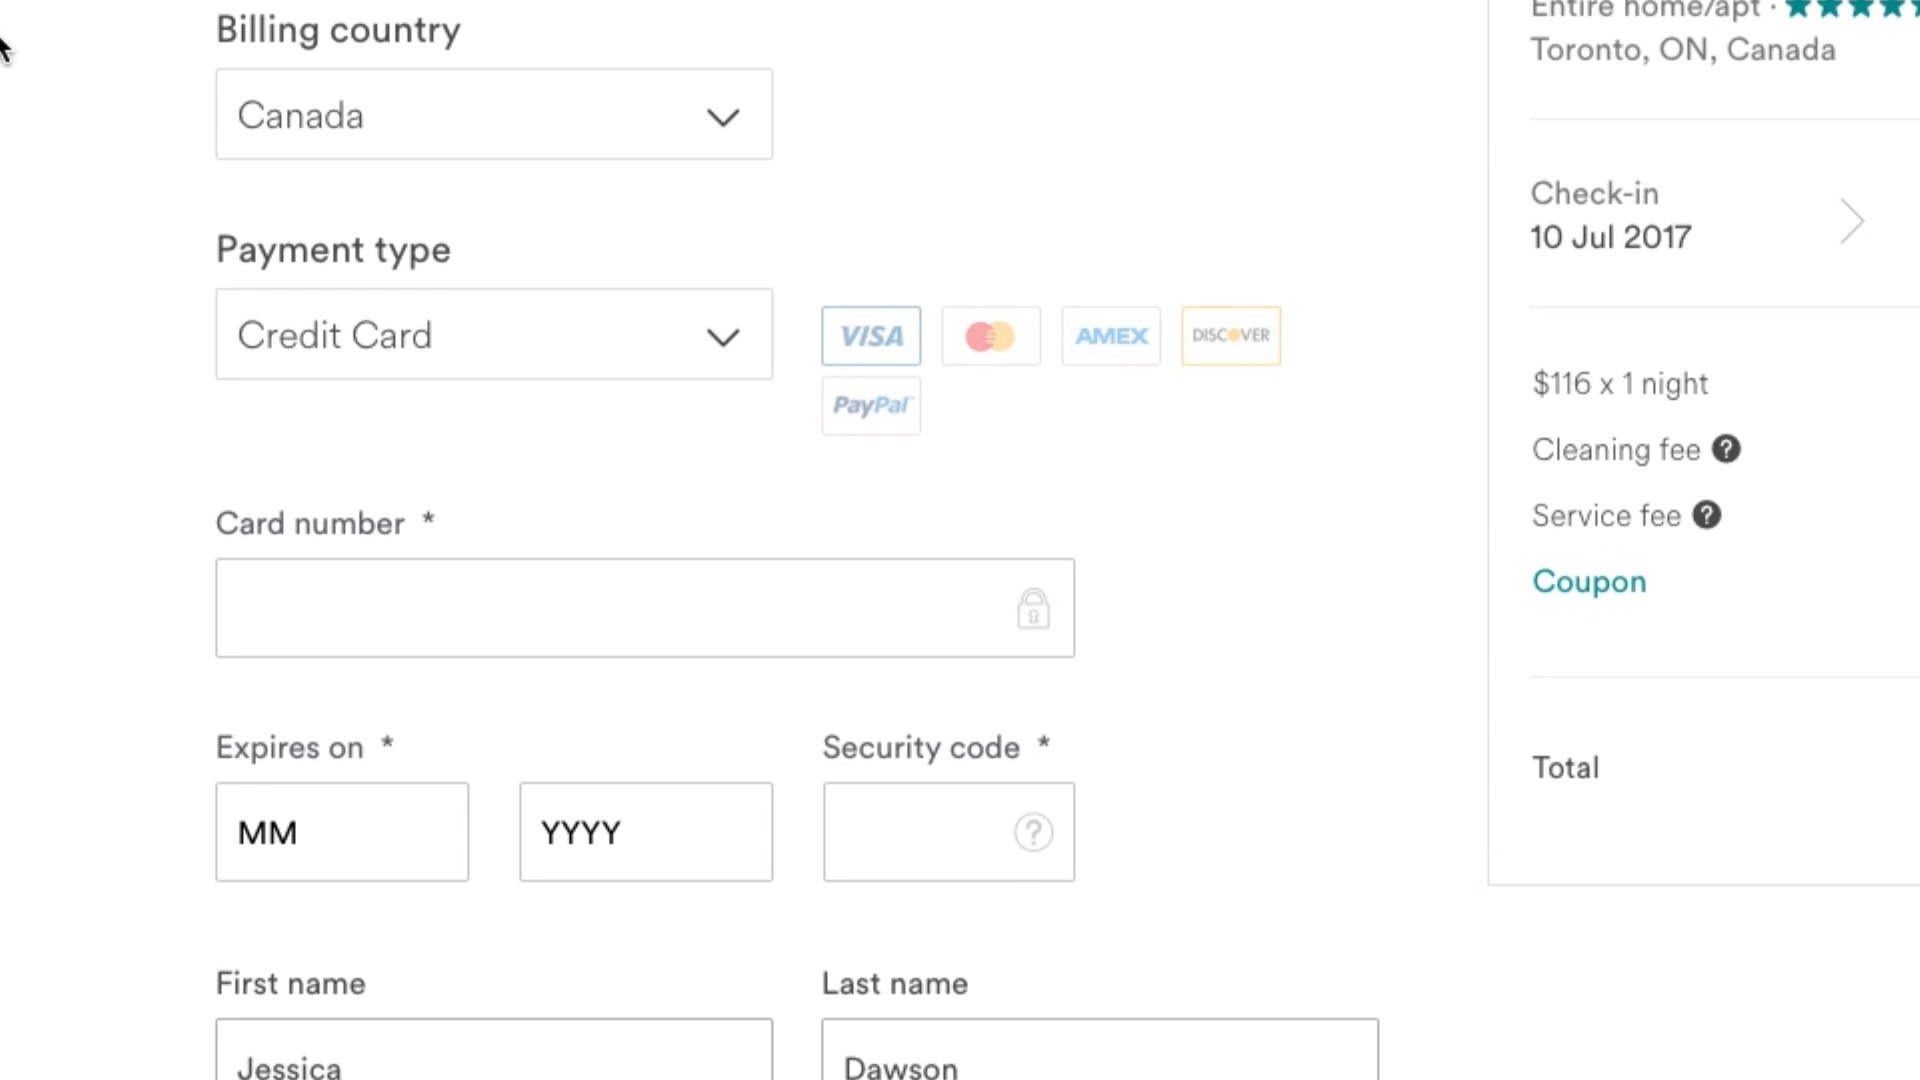 Billing country
Canada
Payment type
Credit Card
VISA
AMEX
DISCOVER
PayPal
Card number *
Expires on *
Security code *
MM
YYYY
First name
Last name
Jessica
Dawson
Entire home/apt ·
Toronto, ON, Canada
Check-in
10 Jul 2017
$116 x 1 night
Cleaning fee ?
Service fee ?
Coupon
Total